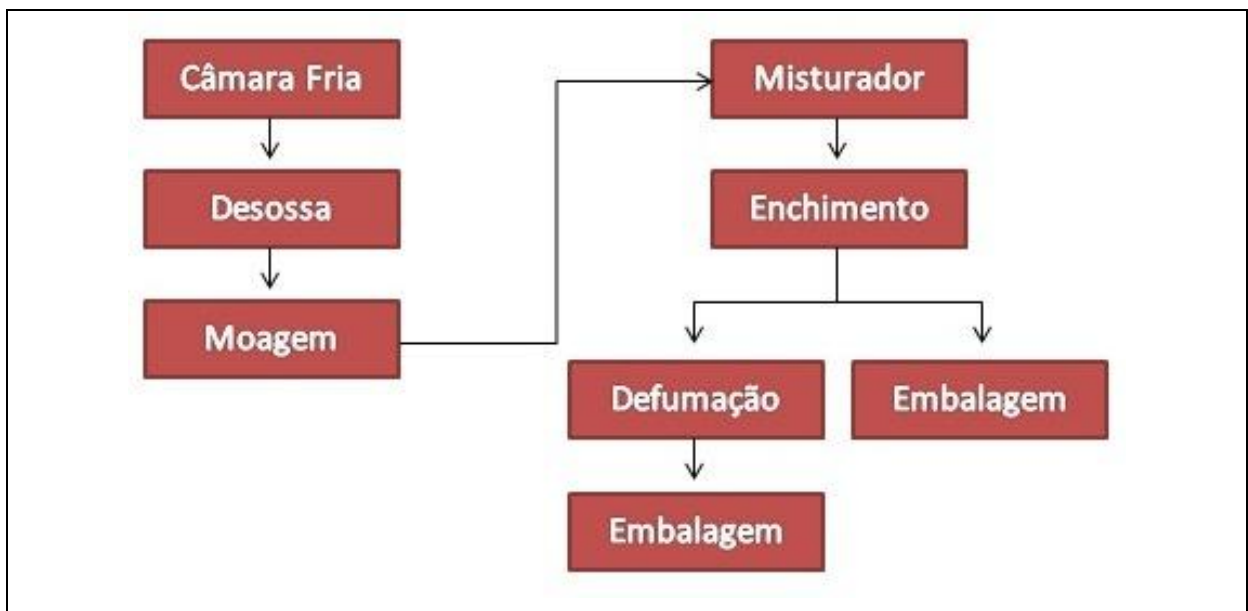 Câmara Fria
Desossa
Moagem
Misturador
Enchimento
Defumação
Embalagem
Embalagem